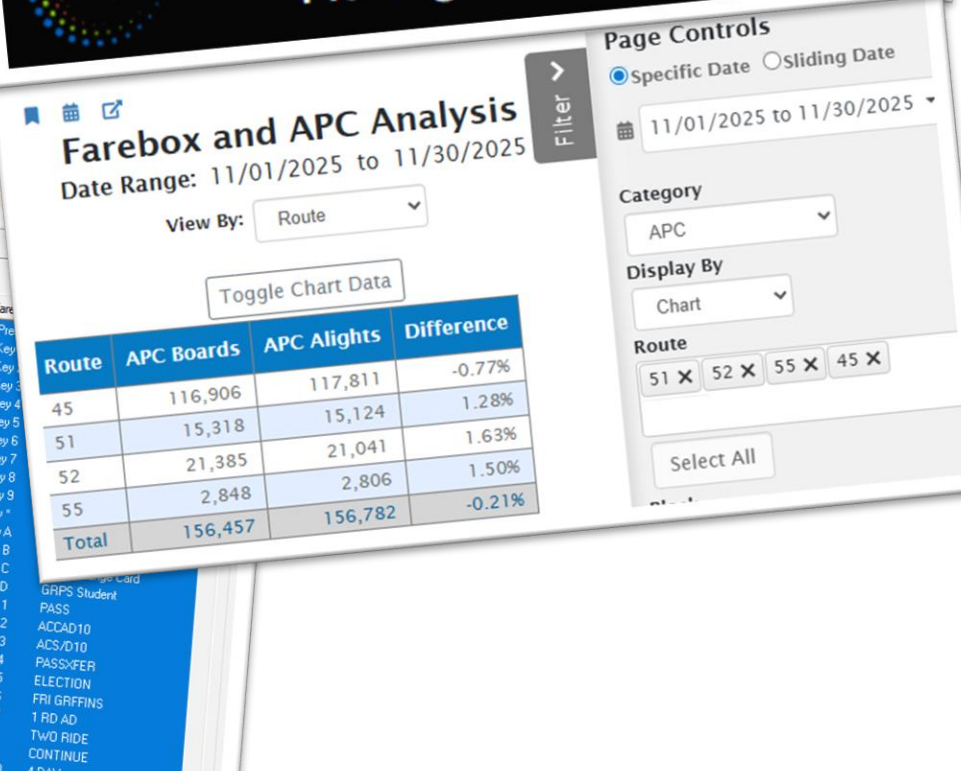 Farebox and APC Analysis
Date Range: 11/01/2025 to 11/30/2025
View By: Route
Toggle Chart Data
Route APC Boards APC Alights Difference
45 116,906 117,811 -0.77%
51 15,318 15,124 1.28%
52 21,385 21,041 1.63%
55 2,848 2,806 1.50%
Total 156,457 156,782 -0.21%
Filter
Page Controls
Specific Date Sliding Date
11/01/2025 to 11/30/2025
Category
APC
Display By
Chart
Route
51 52 55 45
Select All
Card
GRPS Student
PASS
ACCAD10
ACS/D10
PASSXFER
ELECTION
FRI GRFFINS
1 RD AD
TWO RIDE
CONTINUE